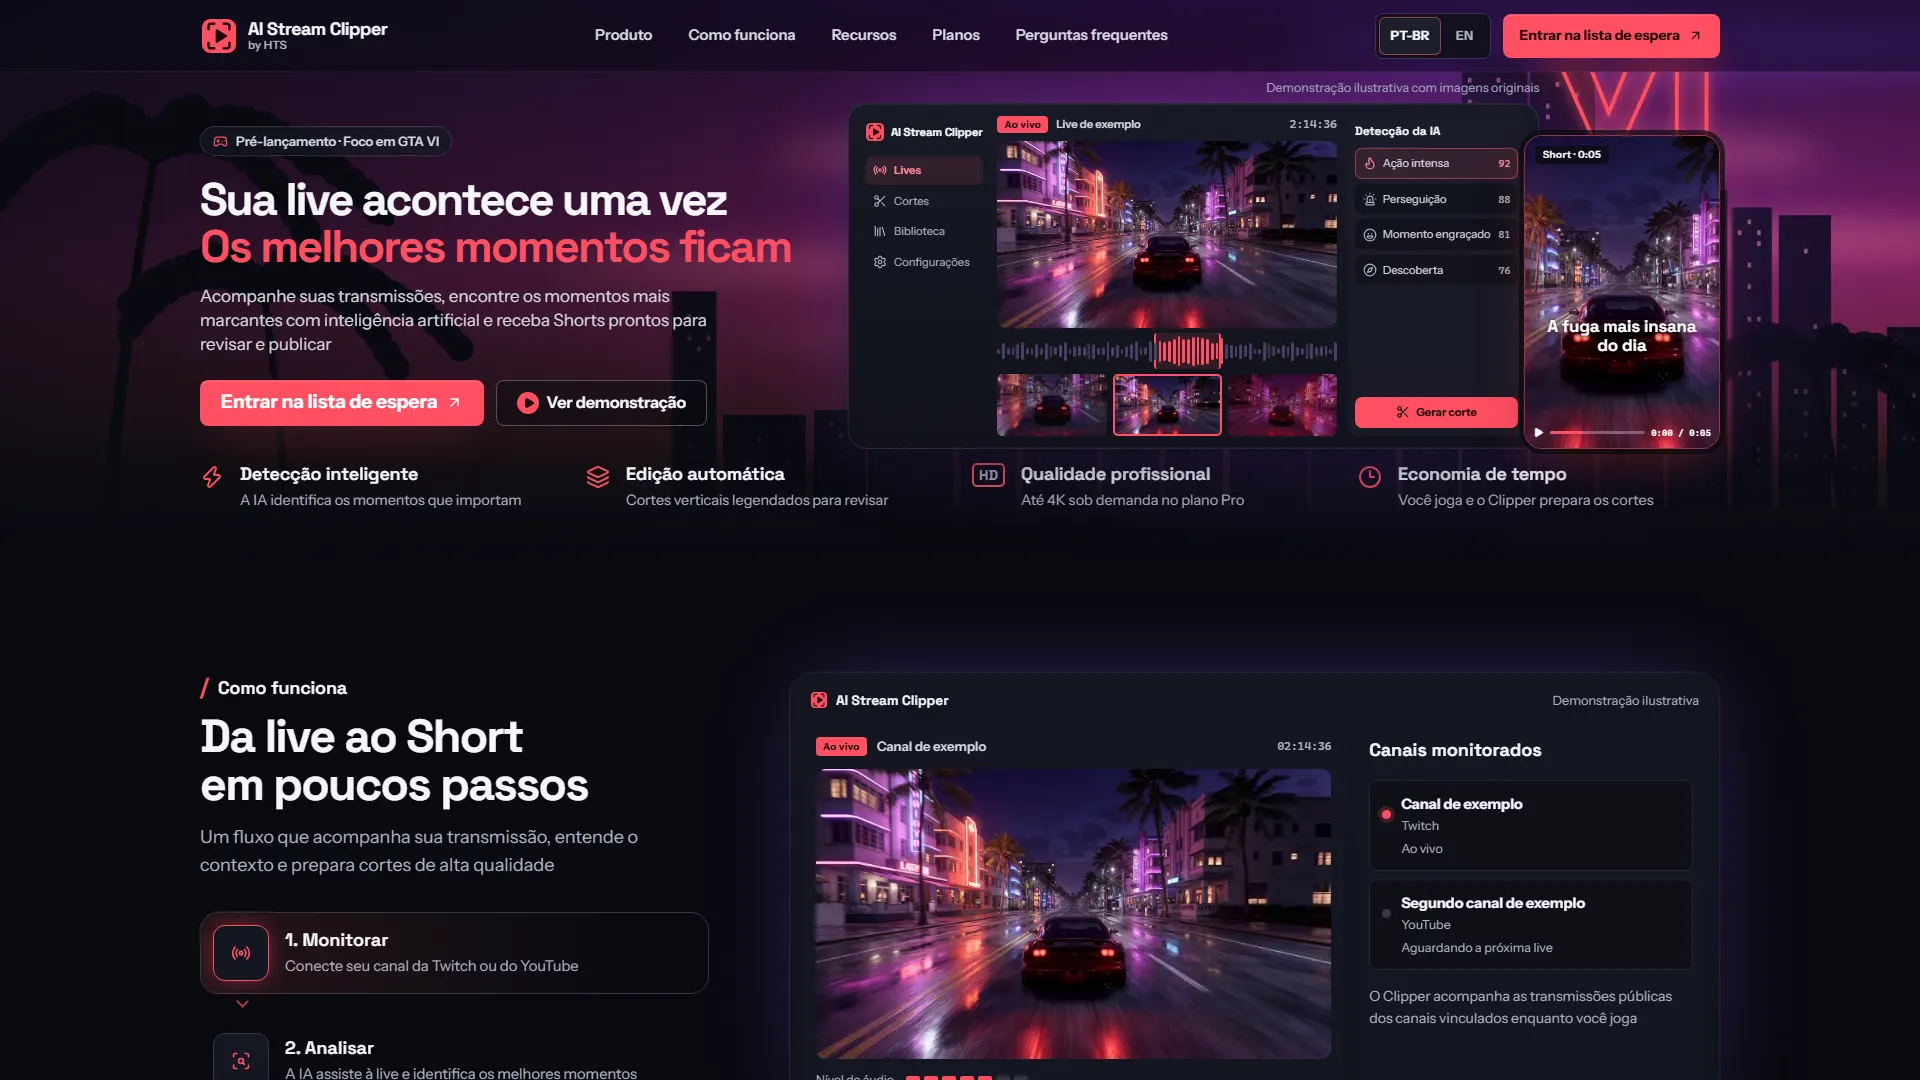 AI Stream Clipper
by HTS
Produto
Como funciona
Recursos
Planos
Perguntas frequentes
PT-BR
EN
Entrar na lista de espera
Demonstração ilustrativa com imagens originais
VI
Pré-lançamento · Foco em GTA VI
Sua live acontece uma vez
Os melhores momentos ficam
Acompanhe suas transmissões, encontre os momentos mais
marcantes com inteligência artificial e receba Shorts prontos para
revisar e publicar
Entrar na lista de espera
Ver demonstração
AI Stream Clipper
Lives
Cortes
Biblioteca
Configurações
Ao vivo
Live de exemplo
2:14:36
Detecção da IA
Ação intensa 92
Perseguição 88
Momento engraçado 81
Descoberta 76
Gerar corte
Short · 0:05
A fuga mais insana
do dia
0:00 / 0:05
Detecção inteligente
A IA identifica os momentos que importam
Edição automática
Cortes verticais legendados para revisar
HD
Qualidade profissional
Até 4K sob demanda no plano Pro
Economia de tempo
Você joga e o Clipper prepara os cortes
/ Como funciona
Da live ao Short
em poucos passos
Um fluxo que acompanha sua transmissão, entende o
contexto e prepara cortes de alta qualidade
1. Monitorar
Conecte seu canal da Twitch ou do YouTube
2. Analisar
A IA assiste à live e identifica os melhores momentos
AI Stream Clipper
Demonstração ilustrativa
Ao vivo
Canal de exemplo
02:14:36
Canais monitorados
Canal de exemplo
Twitch
Ao vivo
Segundo canal de exemplo
YouTube
Aguardando a próxima live
O Clipper acompanha as transmissões públicas
dos canais vinculados enquanto você joga
Nível de áudio